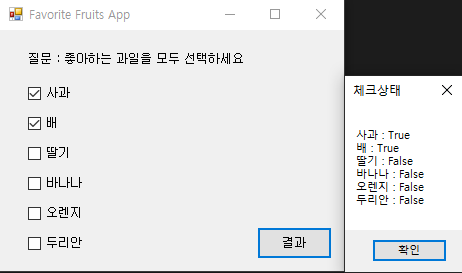 Favorite Fruits App
질문 : 좋아하는 과일을 모두 선택하세요
사과
배
딸기
바나나
오렌지
두리안
결과
체크상태
사과 : True
배 : True
딸기 : False
바나나 : False
오렌지 : False
두리안 : False
확인